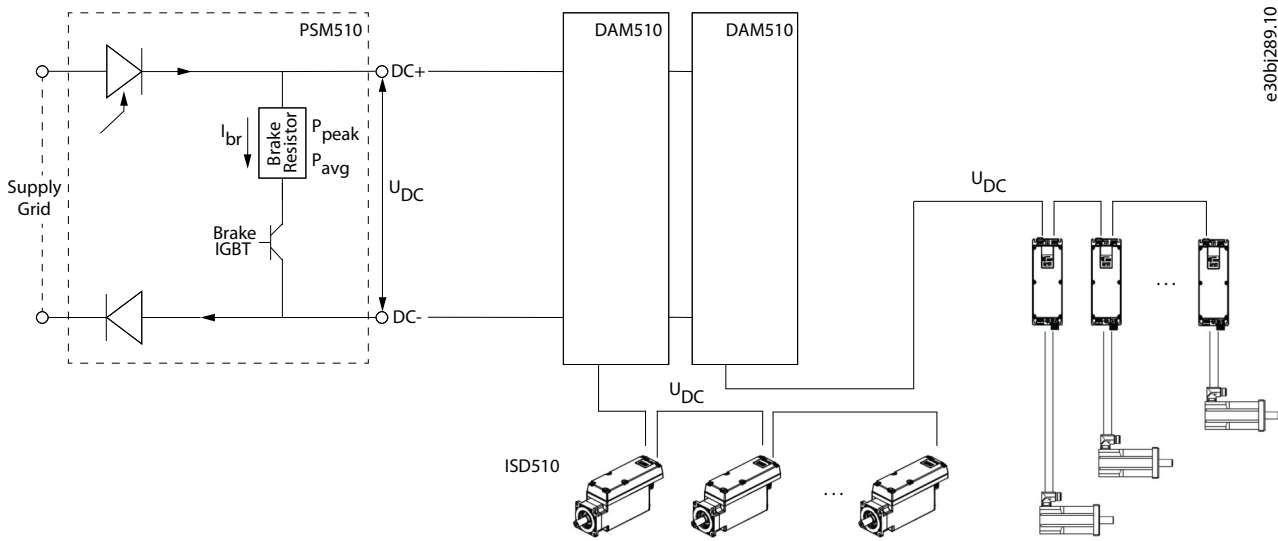 PSM510
DAM510
DAM510
e30bj289.10
DC+
I br
Brake
Resistor
P peak
P avg
U DC
Supply
Grid
Brake
IGBT
U DC
DC-
U DC
...
ISD510
...